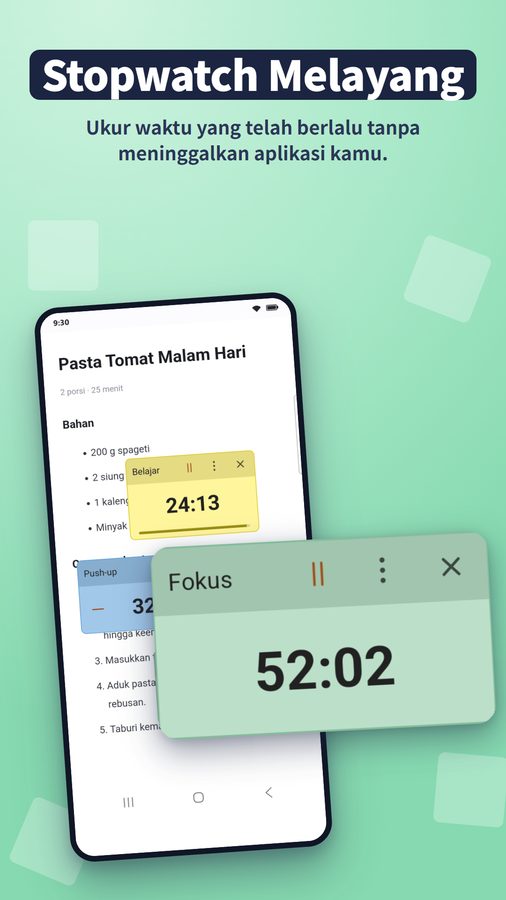 Stopwatch Melayang
Ukur waktu yang telah berlalu tanpa
meninggalkan aplikasi kamu.
9:30
Pasta Tomat Malam Hari
2 porsi · 25 menit
Bahan
• 200 g spageti
• 2 siung
• 1 kaleng
• Minyak
Belajar
24:13
Push-up
32
Fokus
52:02
hingga
3. Masukkan
4. Aduk pasta
rebusan.
5. Taburi